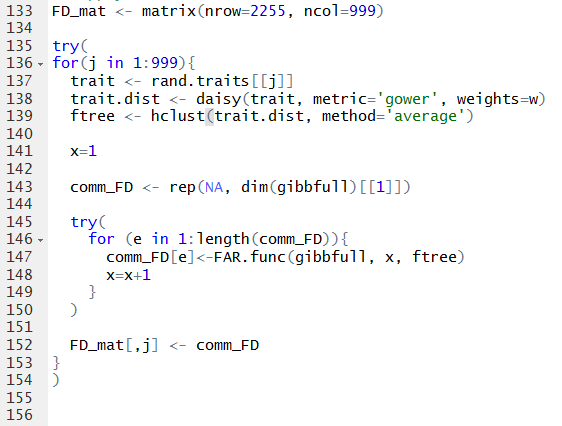 133 FD_mat <- matrix(nrow=2255, ncol=999)
134
135 try(
136 for(j in 1:999){
137 trait <- rand.traits[[j]]
138 trait.dist <- daisy(trait, metric='gower', weights=w)
139 ftree <- hclust(trait.dist, method='average')
140
141 x=1
142
143 comm_FD <- rep(NA, dim(gibbfull)[[1]])
144
145 try(
146 for (e in 1:length(comm_FD)){
147 comm_FD[e]<-FAR.func(gibbfull, x, ftree)
148 x=x+1
149 }
150 )
151
152 FD_mat[,j] <- comm_FD
153 }
154 )
155
156